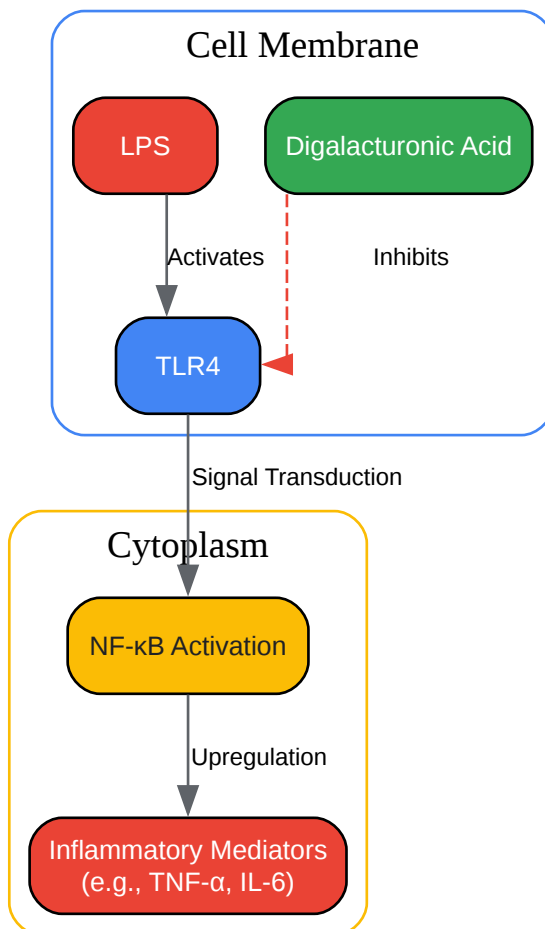 Cell Membrane
LPS
Digalacturonic Acid
Activates
Inhibits
TLR4
Signal Transduction
Cytoplasm
NF-κB Activation
Upregulation
Inflammatory Mediators
(e.g., TNF-α, IL-6)